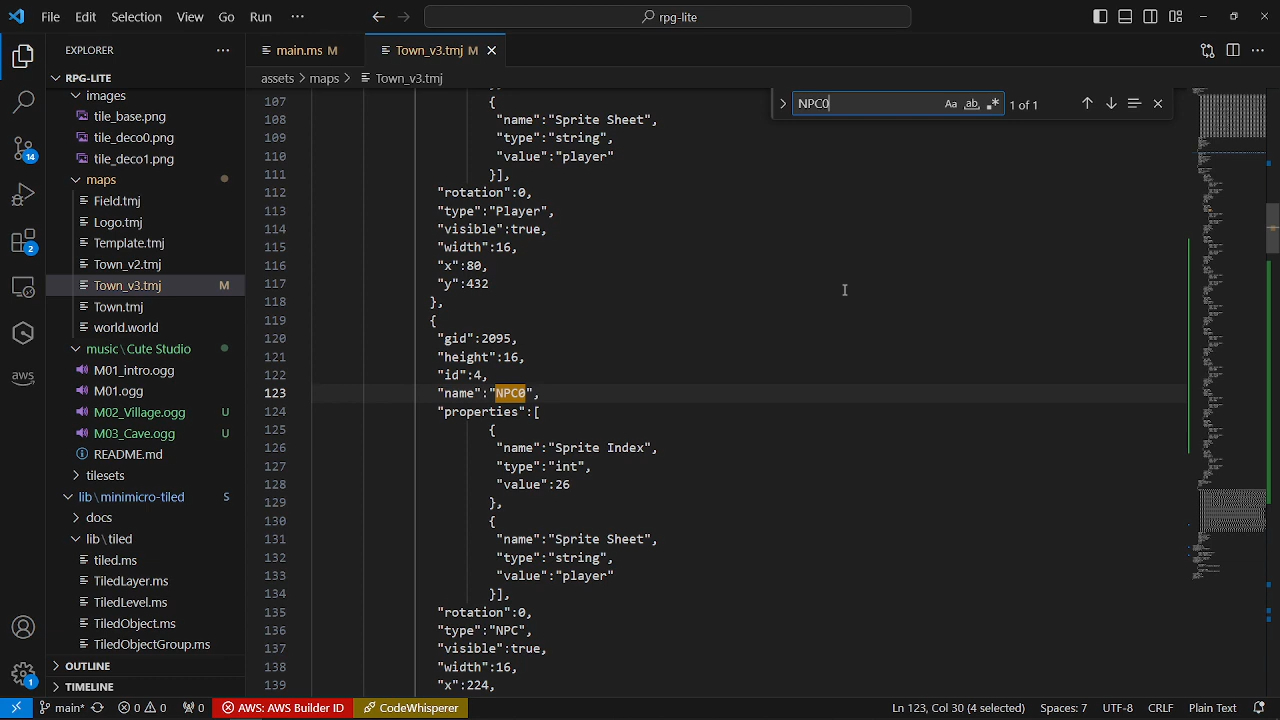 File Edit Selection View Go Run ···
rpg-lite
EXPLORER ···
RPG-LITE
images
tile_base.png
tile_deco0.png
tile_deco1.png
maps
Field.tmj
Logo.tmj
Template.tmj
Town_v2.tmj
Town_v3.tmj M
Town.tmj
world.world
music\Cute Studio
M01_intro.ogg
M01.ogg
M02_Village.ogg U
M03_Cave.ogg U
README.md
tilesets
lib\minimicro-tiled S
docs
lib\tiled
tiled.ms
TiledLayer.ms
TiledLevel.ms
TiledObject.ms
TiledObjectGroup.ms
OUTLINE
TIMELINE
14
2
aws
1
main.ms M Town_v3.tmj M
assets > maps > Town_v3.tmj
NPC0 Aa ab .* 1 of 1
107 {
108 "name":"Sprite Sheet",
109 "type":"string",
110 "value":"player"
111 }],
112 "rotation":0,
113 "type":"Player",
114 "visible":true,
115 "width":16,
116 "x":80,
117 "y":432
118 },
119 {
120 "gid":2095,
121 "height":16,
122 "id":4,
123 "name":"NPC0",
124 "properties":[
125 {
126 "name":"Sprite Index",
127 "type":"int",
128 "value":26
129 },
130 {
131 "name":"Sprite Sheet",
132 "type":"string",
133 "value":"player"
134 }],
135 "rotation":0,
136 "type":"NPC",
137 "visible":true,
138 "width":16,
139 "x":224,
main* 0 0 0 AWS: AWS Builder ID CodeWhisperer Ln 123, Col 30 (4 selected) Spaces: 7 UTF-8 CRLF Plain Text